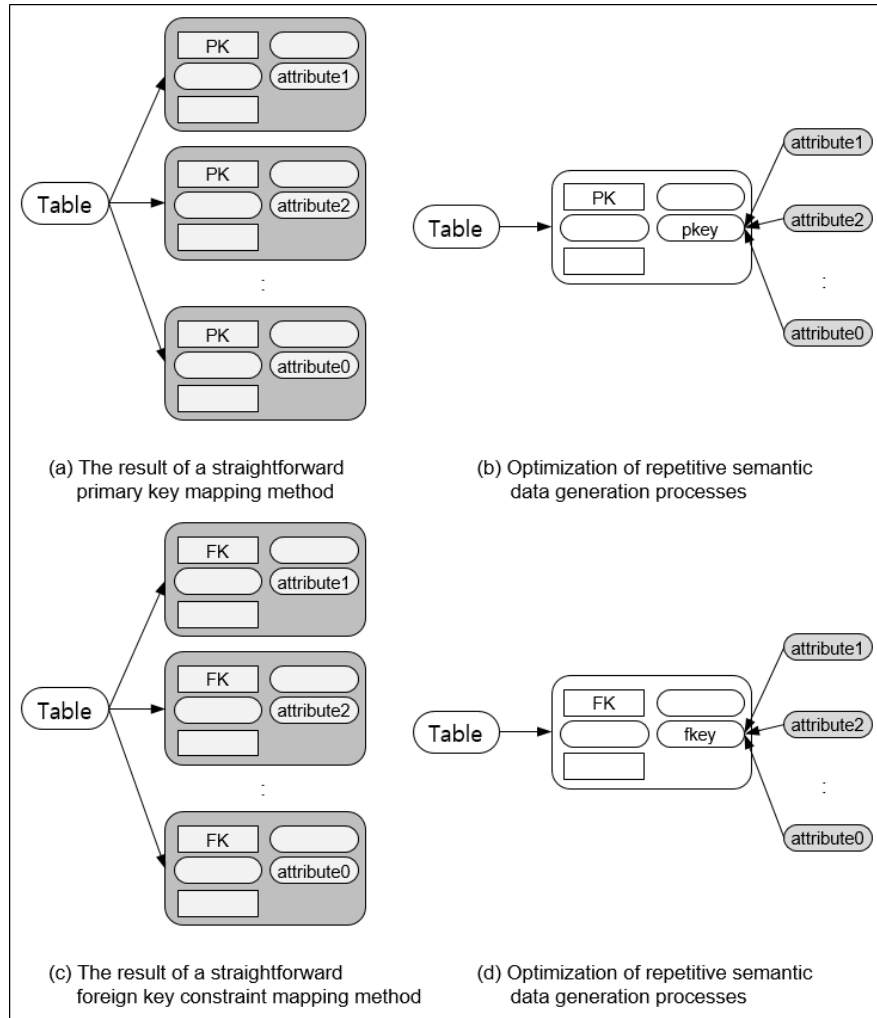 PK
attribute1
PK
attribute2
Table
:
PK
attribute0
(a) The result of a straightforward
primary key mapping method
attribute1
PK
attribute2
Table
pkey
:
attribute0
(b) Optimization of repetitive semantic
data generation processes
FK
attribute1
FK
attribute2
Table
:
FK
attribute0
(c) The result of a straightforward
foreign key constraint mapping method
attribute1
FK
attribute2
Table
fkey
:
attribute0
(d) Optimization of repetitive semantic
data generation processes